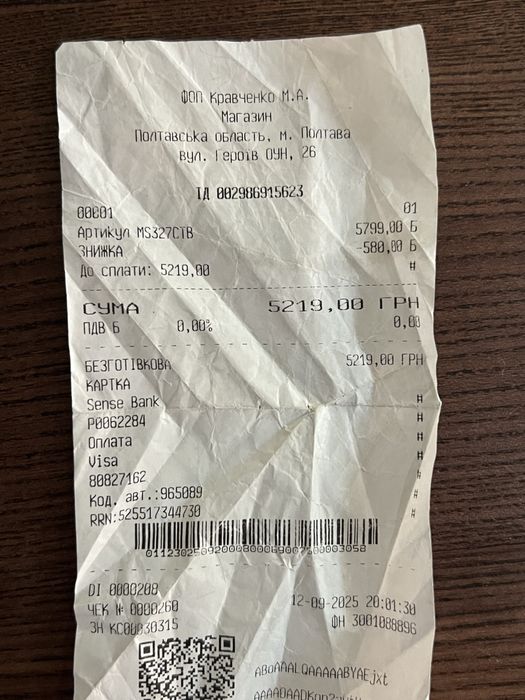 ФОП Кравченко М.А.
Магазин
Полтавська область, м. Полтава
вул. Героїв ОУН, 26
ІД 002986915623
00001 01
Артикул MS327CTB 5799,00 Б
ЗНИЖКА -580,00 Б
До сплати: 5219,00 #
СУМА 5219,00 ГРН
ПДВ Б 0,00% 0,00
БЕЗГОТІВКОВА 5219,00 ГРН
КАРТКА
Sense Bank #
P0062284 #
Оплата #
Visa #
80827162 #
Код. авт.:965089 #
RRN:525517344730 #
DI 0000208
ЧЕК № 0000260 12-09-2025 20:01:30
ЗН КС00030315 ФН 3001088896